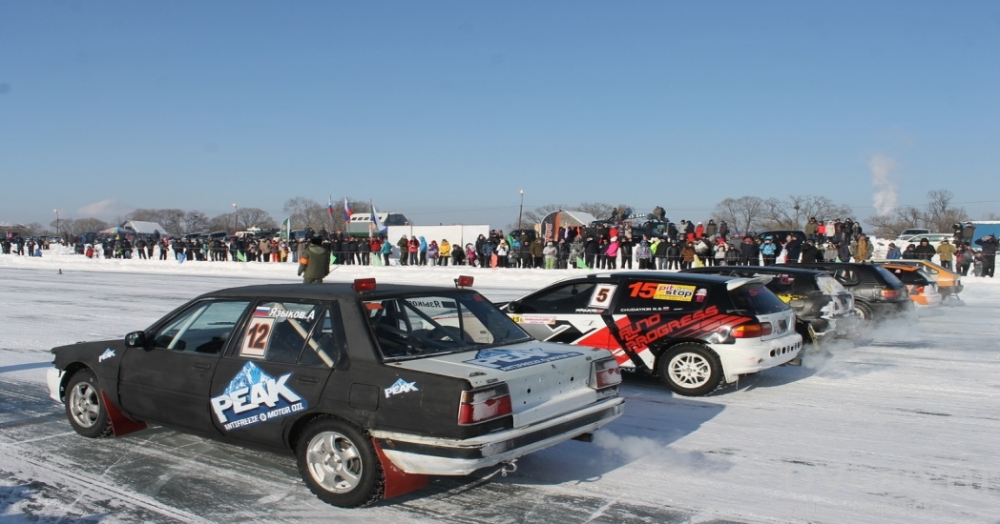 Языков.А
12
PEAK
ANTIFREEZE & MOTOR OIL
PEAK
PEAK
5
15
pit stop
CHUDAYKIN N.
AUTO
PROGRESS